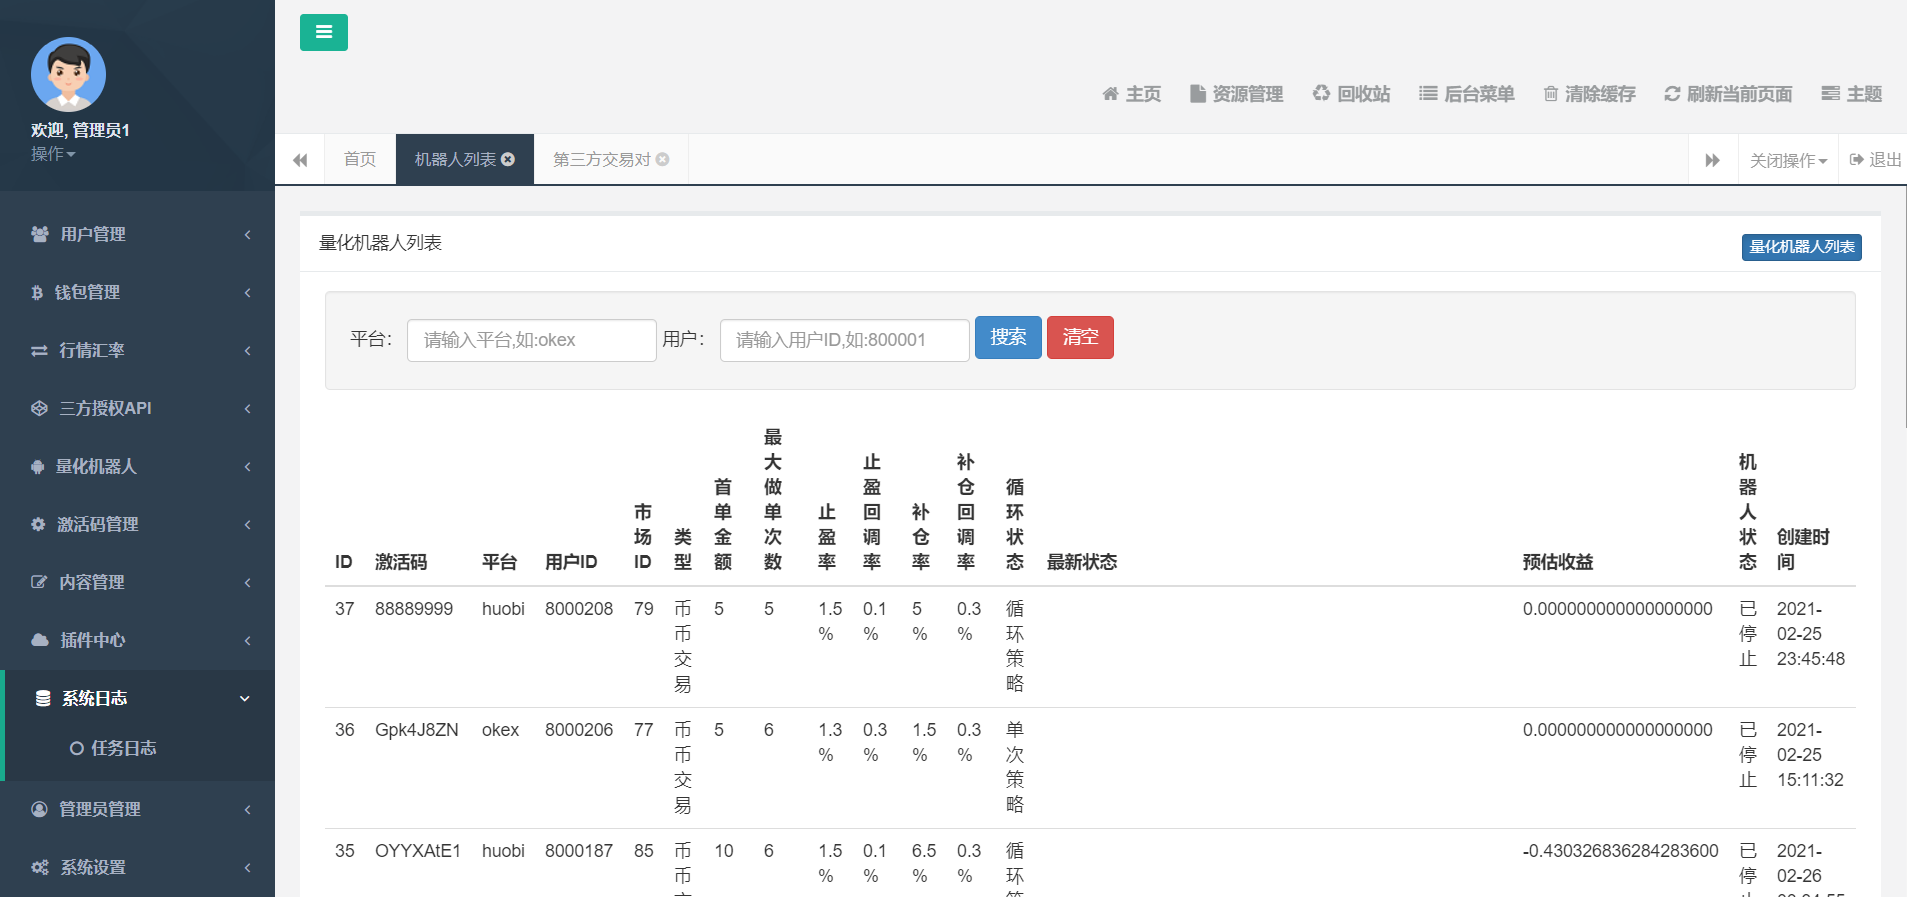 欢迎, 管理员1
操作
用户管理
钱包管理
行情汇率
三方授权API
量化机器人
激活码管理
内容管理
插件中心
系统日志
任务日志
管理员管理
系统设置
主页 资源管理 回收站 后台菜单 清除缓存 刷新当前页面 主题
首页 机器人列表 第三方交易对 关闭操作 退出
量化机器人列表 量化机器人列表
平台： 请输入平台,如:okex 用户： 请输入用户ID,如:800001 搜索 清空
ID 激活码 平台 用户ID 市场ID 类型 首单金额 最大做单次数 止盈率 止盈回调率 补仓率 补仓回调率 循环状态 最新状态 预估收益 机器人状态 创建时间
37 88889999 huobi 8000208 79 币币交易 5 5 1.5% 0.1% 5% 0.3% 循环策略 0.000000000000000000 已停止 2021-02-25 23:45:48
36 Gpk4J8ZN okex 8000206 77 币币交易 5 6 1.3% 0.3% 1.5% 0.3% 单次策略 0.000000000000000000 已停止 2021-02-25 15:11:32
35 OYYXAtE1 huobi 8000187 85 币币 10 6 1.5% 0.1% 6.5% 0.3% 循环 -0.430326836284283600 已停 2021-02-26